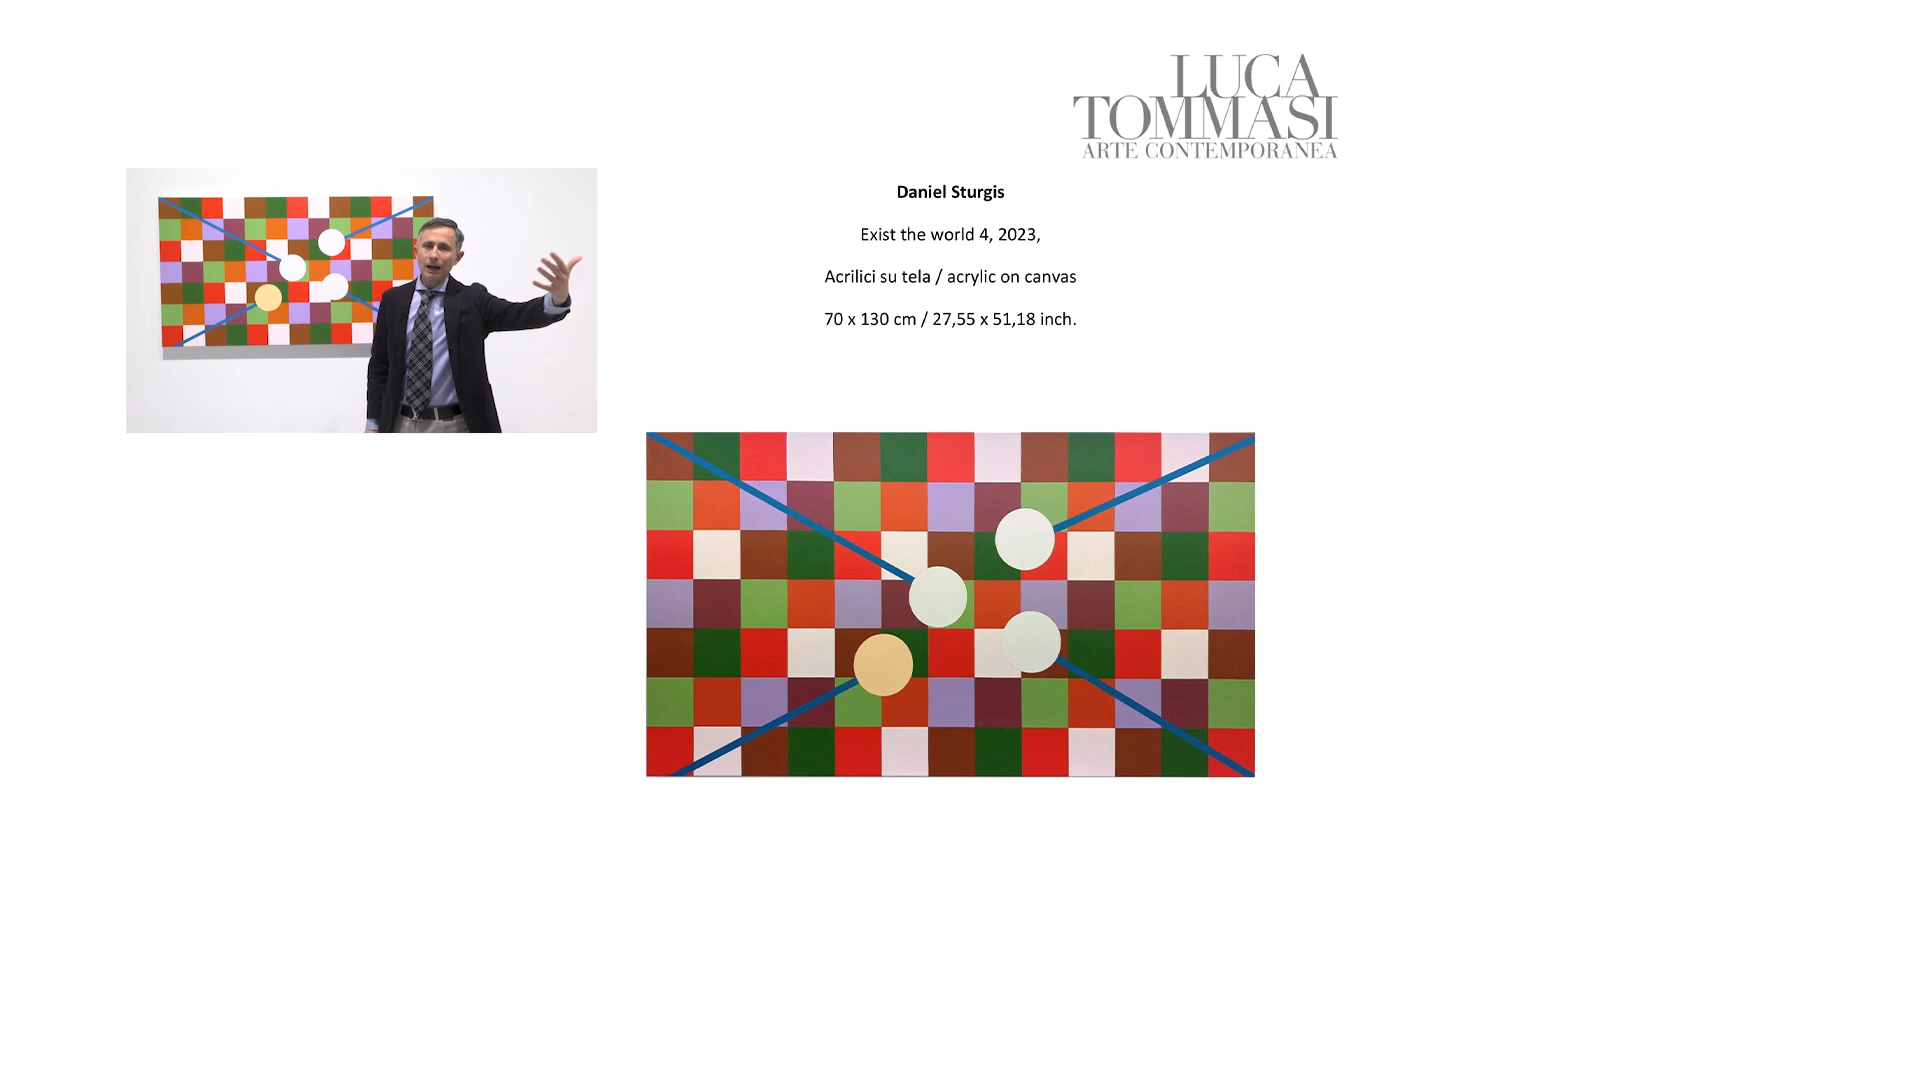 LUCA
TOMMASI
ARTE CONTEMPORANEA
Daniel Sturgis
Exist the world 4, 2023,
Acrilici su tela / acrylic on canvas
70 x 130 cm / 27,55 x 51,18 inch.